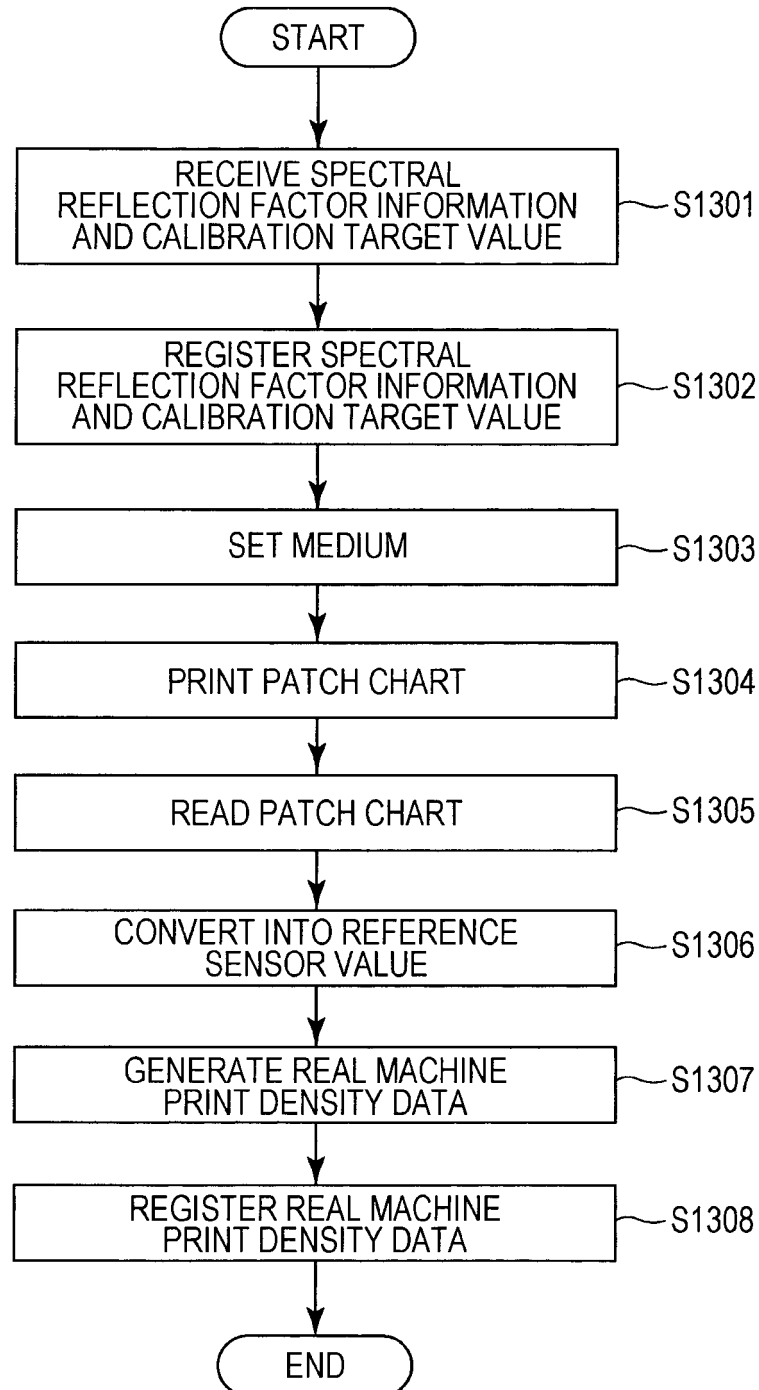 START
RECEIVE SPECTRAL
REFLECTION FACTOR INFORMATION
AND CALIBRATION TARGET VALUE
S1301
REGISTER SPECTRAL
REFLECTION FACTOR INFORMATION
AND CALIBRATION TARGET VALUE
S1302
SET MEDIUM
S1303
PRINT PATCH CHART
S1304
READ PATCH CHART
S1305
CONVERT INTO REFERENCE
SENSOR VALUE
S1306
GENERATE REAL MACHINE
PRINT DENSITY DATA
S1307
REGISTER REAL MACHINE
PRINT DENSITY DATA
S1308
END